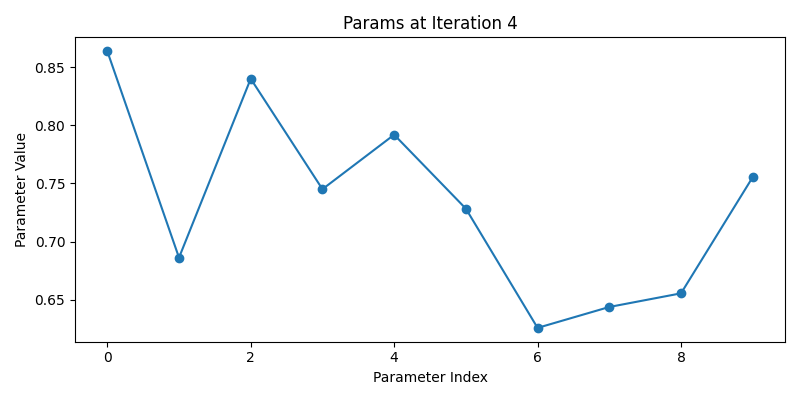 Params at Iteration 4
Parameter Value
0.85
0.80
0.75
0.70
0.65
0 2 4 6 8
Parameter Index